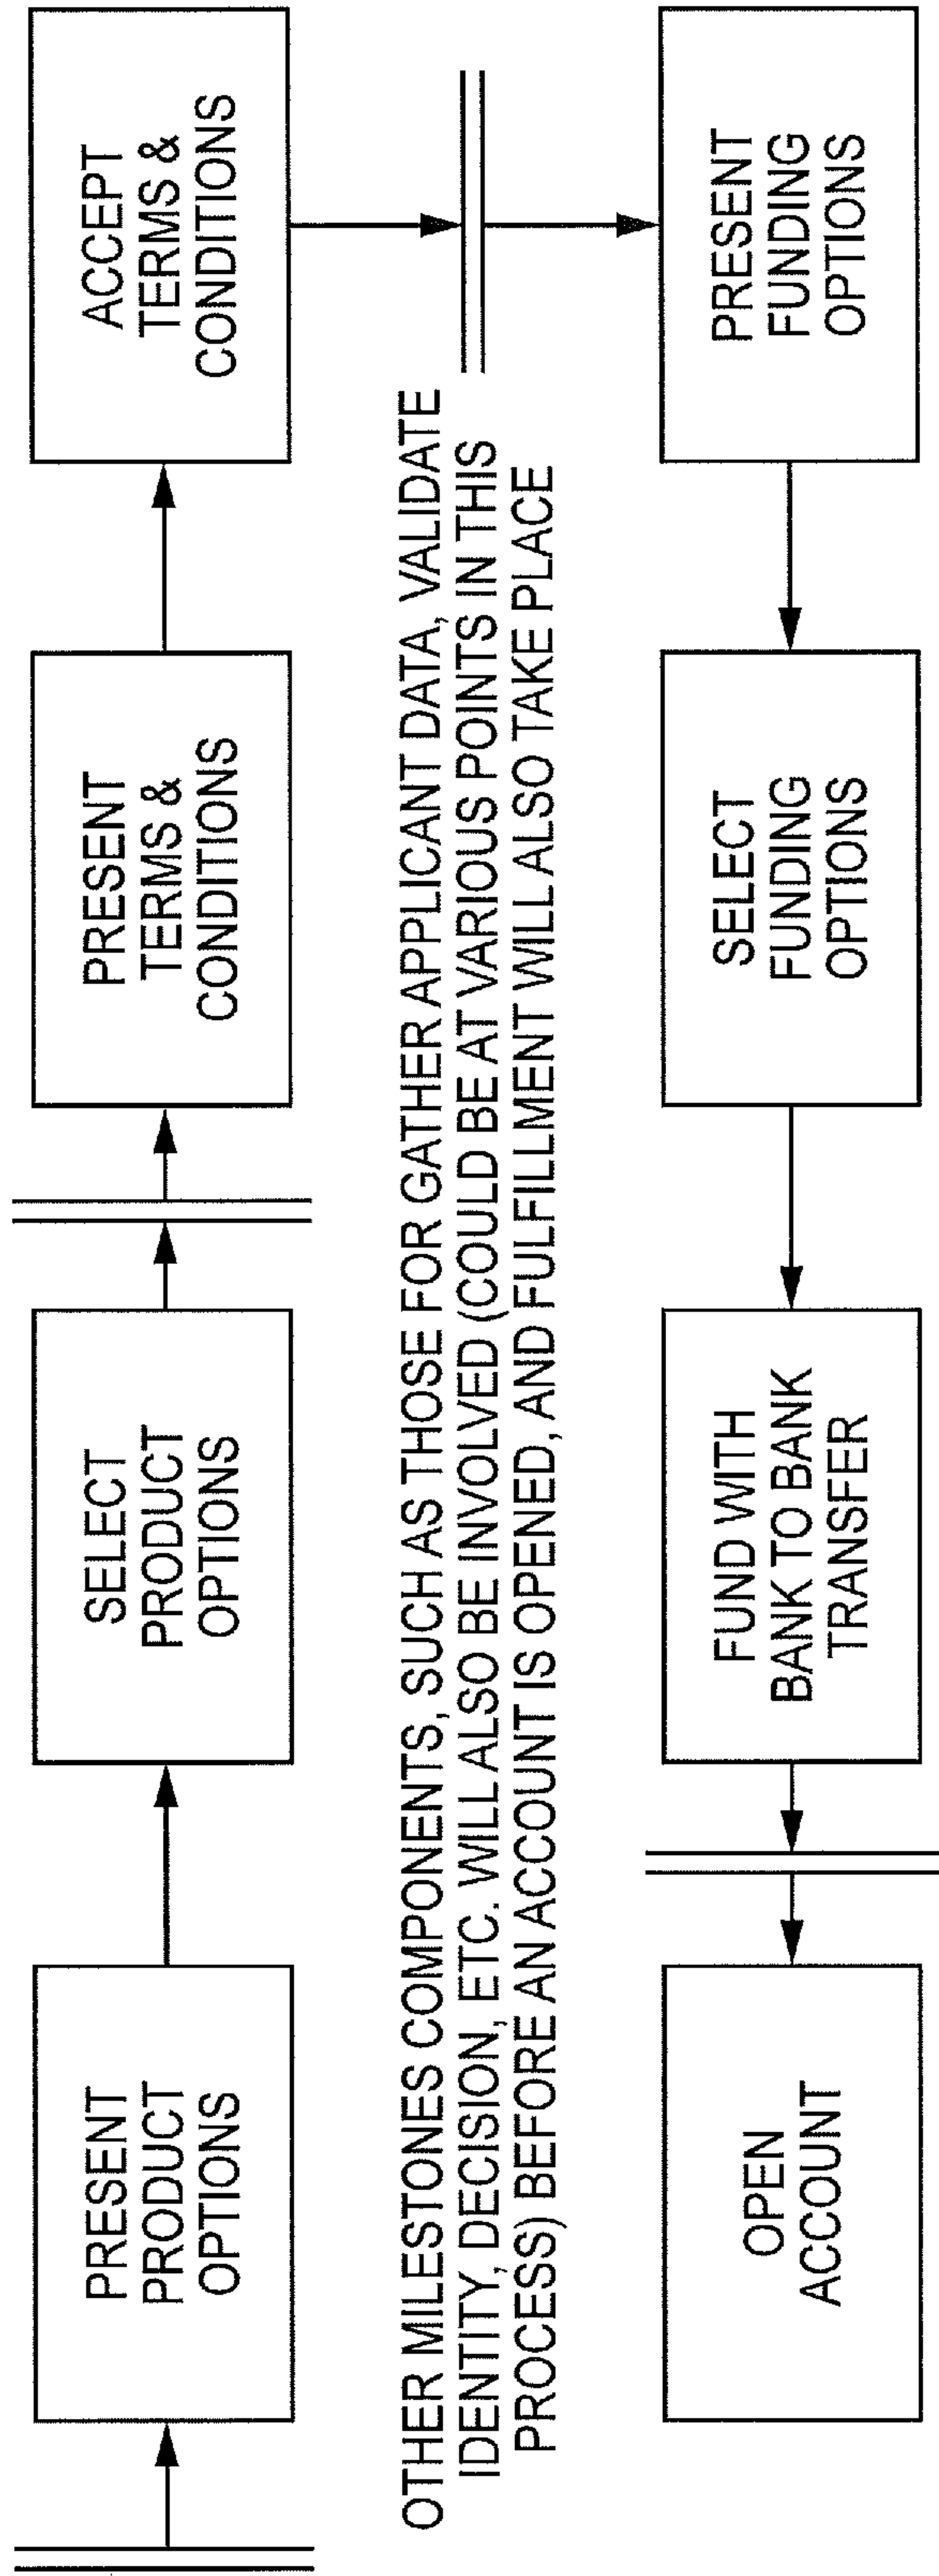 PRESENT
PRODUCT
OPTIONS
SELECT
PRODUCT
OPTIONS
PRESENT
TERMS &
CONDITIONS
ACCEPT
TERMS &
CONDITIONS
OTHER MILESTONES COMPONENTS, SUCH AS THOSE FOR GATHER APPLICANT DATA, VALIDATE
IDENTITY, DECISION, ETC. WILL ALSO BE INVOLVED (COULD BE AT VARIOUS POINTS IN THIS
PROCESS) BEFORE AN ACCOUNT IS OPENED, AND FULFILLMENT WILL ALSO TAKE PLACE
PRESENT
FUNDING
OPTIONS
SELECT
FUNDING
OPTIONS
FUND WITH
BANK TO BANK
TRANSFER
OPEN
ACCOUNT